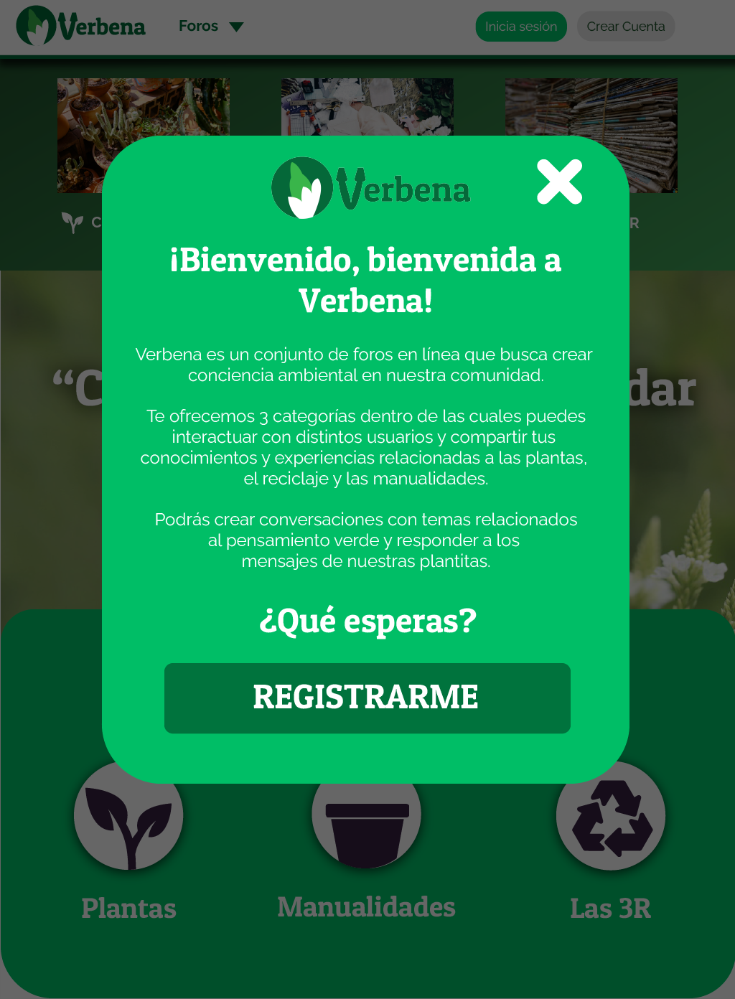 Verbena
Foros
Inicia sesión
Crear Cuenta
Verbena
¡Bienvenido, bienvenida a
Verbena!
Verbena es un conjunto de foros en línea que busca crear
conciencia ambiental en nuestra comunidad.
Te ofrecemos 3 categorías dentro de las cuales puedes
interactuar con distintos usuarios y compartir tus
conocimientos y experiencias relacionadas a las plantas,
el reciclaje y las manualidades.
Podrás crear conversaciones con temas relacionados
al pensamiento verde y responder a los
mensajes de nuestras plantitas.
¿Qué esperas?
REGISTRARME
Plantas
Manualidades
Las 3R